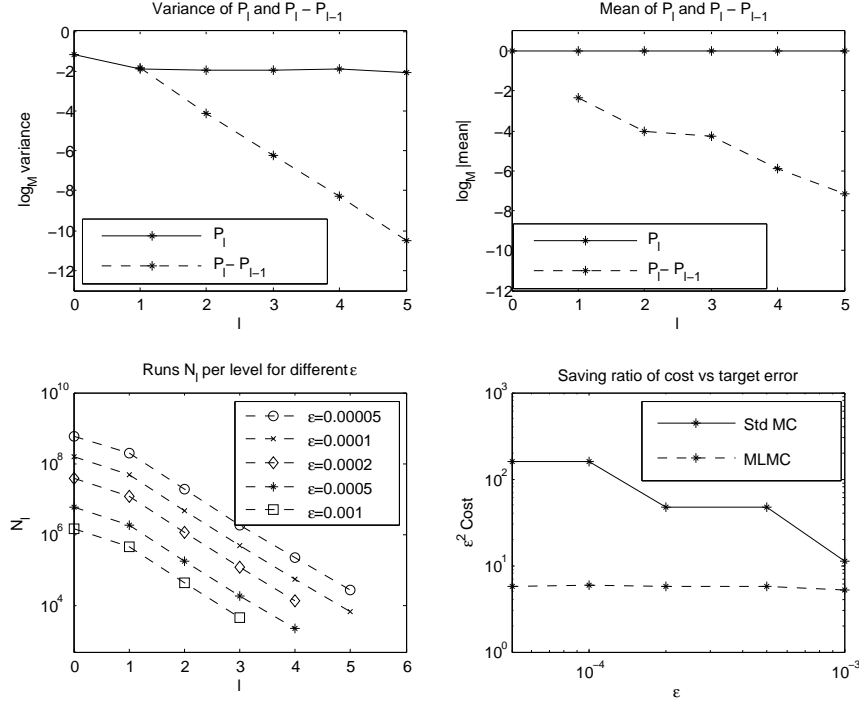 Variance of P_l and P_l – P_{l–1}
0
−2
−4
−6
−8
−10
−12
log_M variance
P_l
P_l – P_{l–1}
0 1 2 3 4 5
l
Mean of P_l and P_l – P_{l–1}
0
−2
−4
−6
−8
−10
−12
log_M |mean|
P_l
P_l – P_{l–1}
0 1 2 3 4 5
l
Runs N_l per level for different ε
10^10
10^8
10^6
10^4
N_l
ε=0.00005
ε=0.0001
ε=0.0002
ε=0.0005
ε=0.001
0 1 2 3 4 5 6
l
Saving ratio of cost vs target error
10^3
10^2
10^1
10^0
ε^2 Cost
Std MC
MLMC
10^−4 10^−3
ε